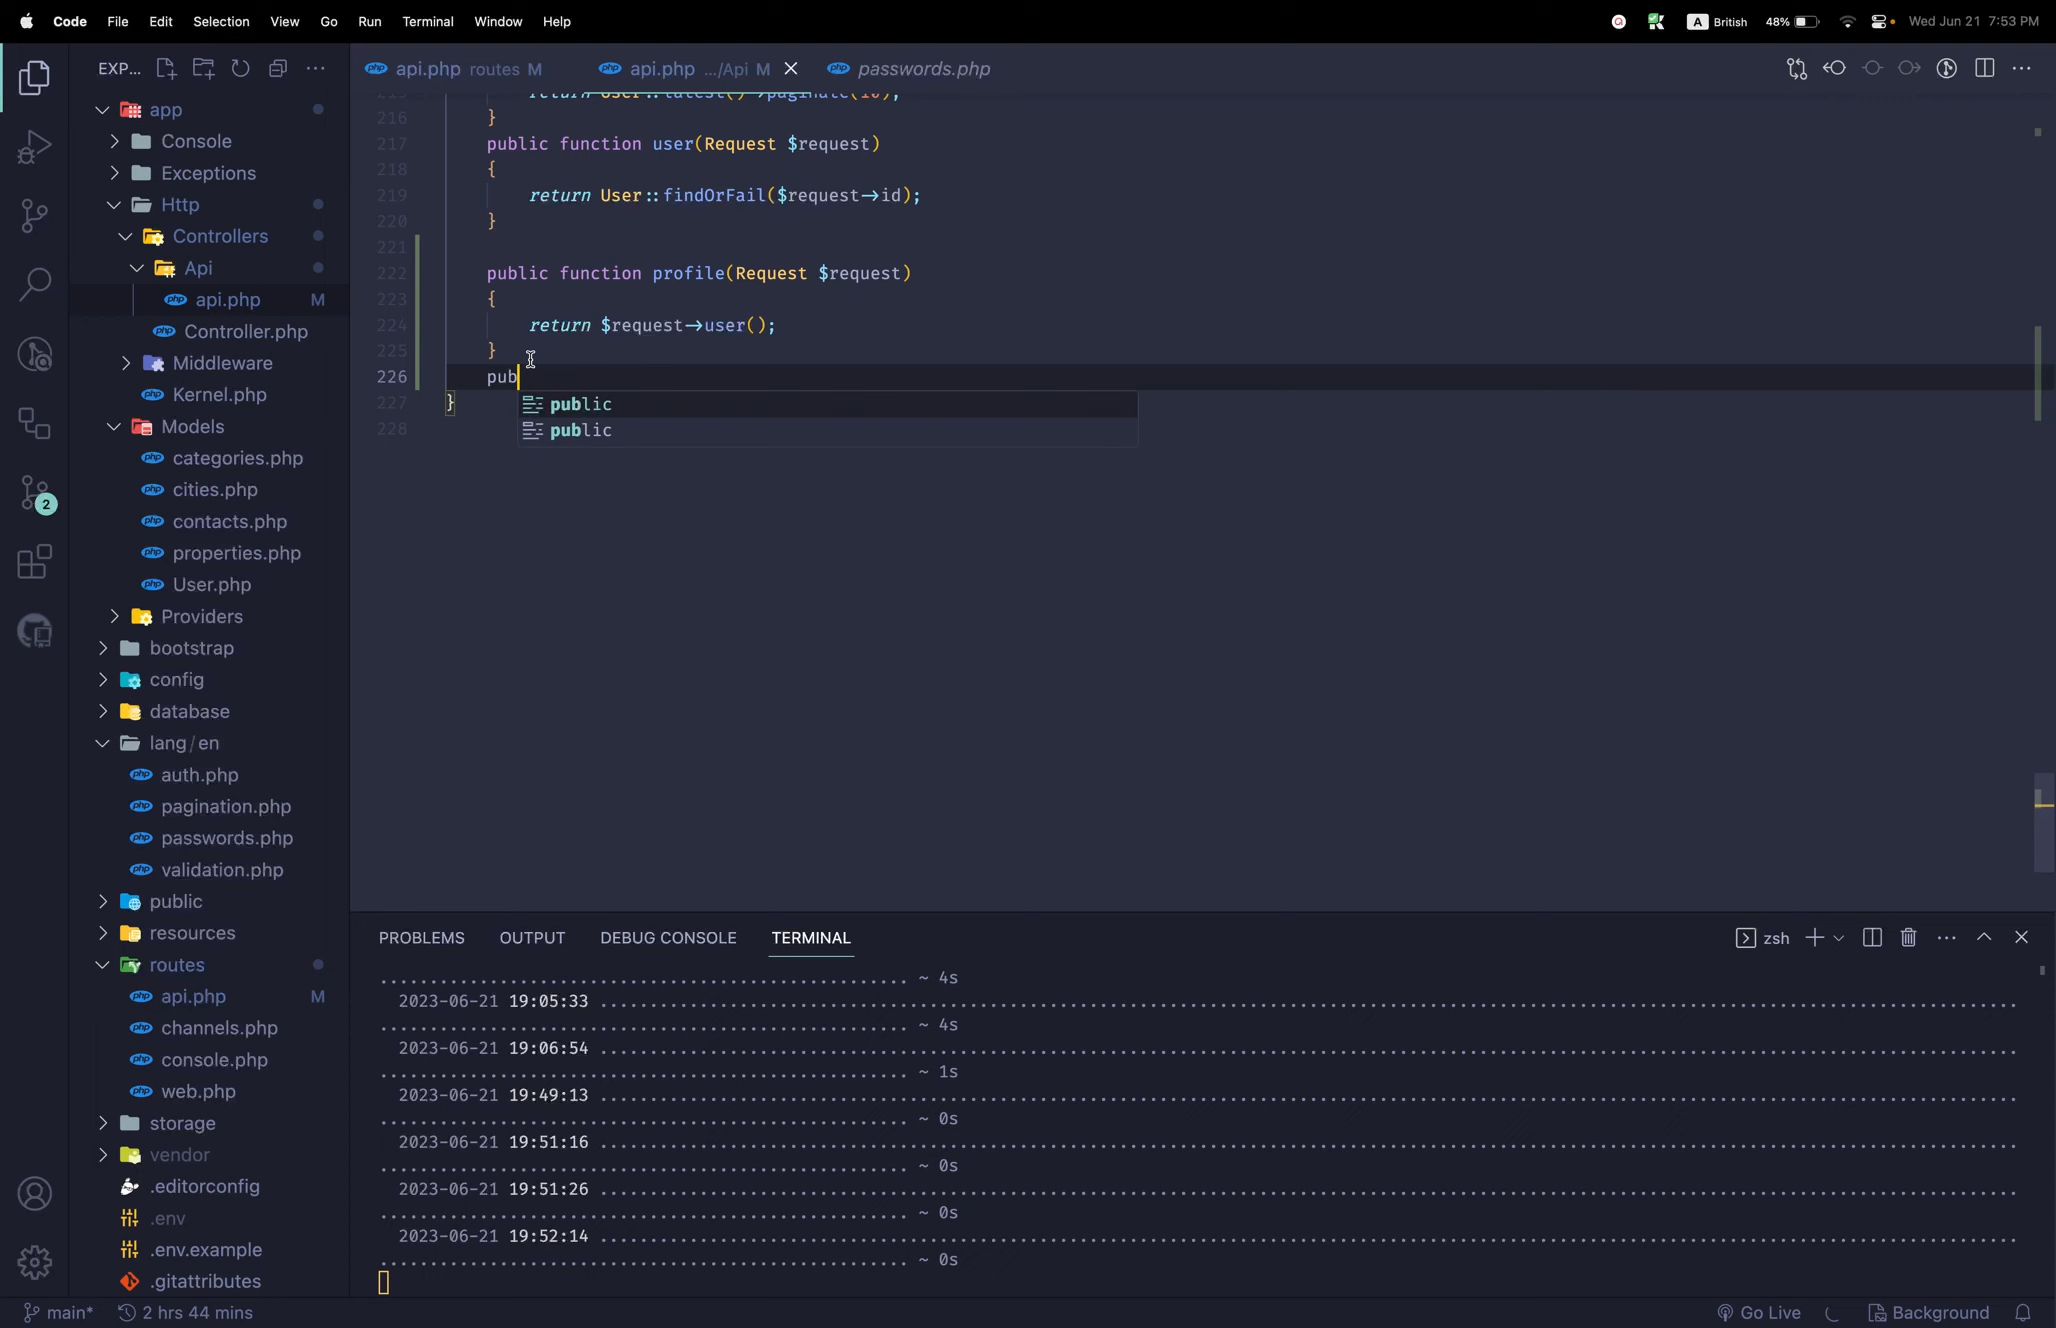 Code File Edit Selection View Go Run Terminal Window Help
A British 48% Wed Jun 21 7:53 PM
EXP...
app
Console
Exceptions
Http
Controllers
Api
api.php M
Controller.php
Middleware
Kernel.php
Models
categories.php
cities.php
contacts.php
properties.php
User.php
Providers
bootstrap
config
database
lang/en
auth.php
pagination.php
passwords.php
validation.php
public
resources
routes
api.php M
channels.php
console.php
web.php
storage
vendor
.editorconfig
.env
.env.example
.gitattributes
2
api.php routes M
api.php .../Api M
passwords.php
return User::latest()->paginate(10);
216 }
217 public function user(Request $request)
218 {
219 return User::findOrFail($request->id);
220 }
221
222 public function profile(Request $request)
223 {
224 return $request->user();
225 }
226 pub
227 }
228
public
public
PROBLEMS OUTPUT DEBUG CONSOLE TERMINAL
zsh
~ 4s
2023-06-21 19:05:33
~ 4s
2023-06-21 19:06:54
~ 1s
2023-06-21 19:49:13
~ 0s
2023-06-21 19:51:16
~ 0s
2023-06-21 19:51:26
~ 0s
2023-06-21 19:52:14
~ 0s
main* 2 hrs 44 mins
Go Live Background